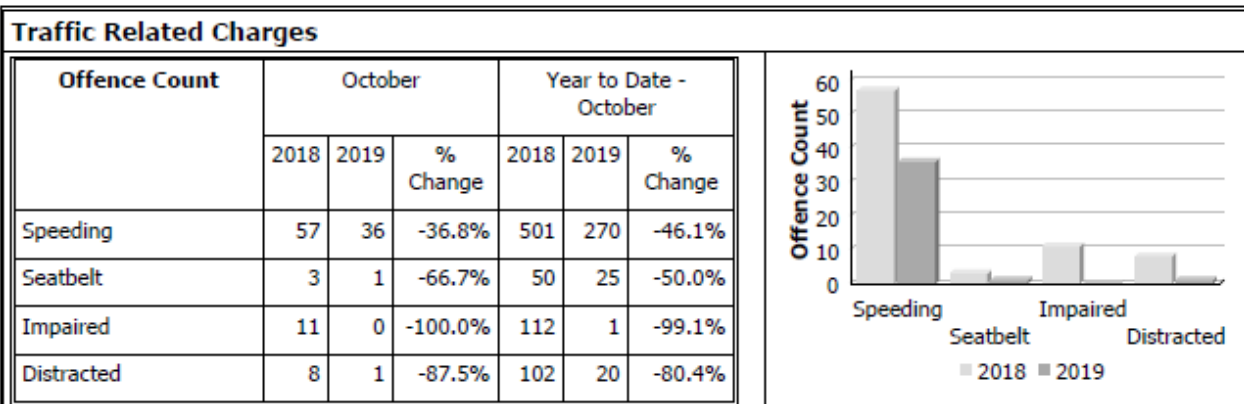 Traffic Related Charges
Offence Count October Year to Date -
October
2018 2019 % 2018 2019 %
Change Change
Speeding 57 36 -36.8% 501 270 -46.1%
Seatbelt 3 1 -66.7% 50 25 -50.0%
Impaired 11 0 -100.0% 112 1 -99.1%
Distracted 8 1 -87.5% 102 20 -80.4%
Offence Count
60
50
40
30
20
10
0
Speeding Impaired
Seatbelt Distracted
2018 2019